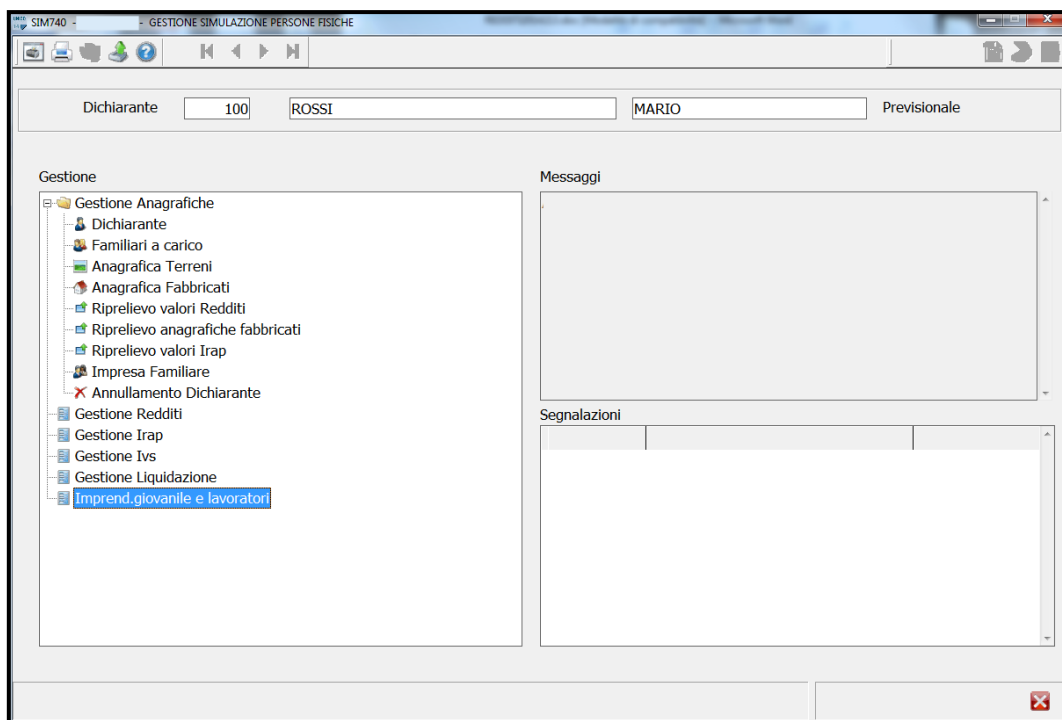 SIM740 - - GESTIONE SIMULAZIONE PERSONE FISICHE
Dichiarante 100 ROSSI MARIO Previsionale
Gestione
Gestione Anagrafiche
Dichiarante
Familiari a carico
Anagrafica Terreni
Anagrafica Fabbricati
Riprelievo valori Redditi
Riprelievo anagrafiche fabbricati
Riprelievo valori Irap
Impresa Familiare
Annullamento Dichiarante
Gestione Redditi
Gestione Irap
Gestione Ivs
Gestione Liquidazione
Imprend.giovanile e lavoratori
Messaggi
Segnalazioni